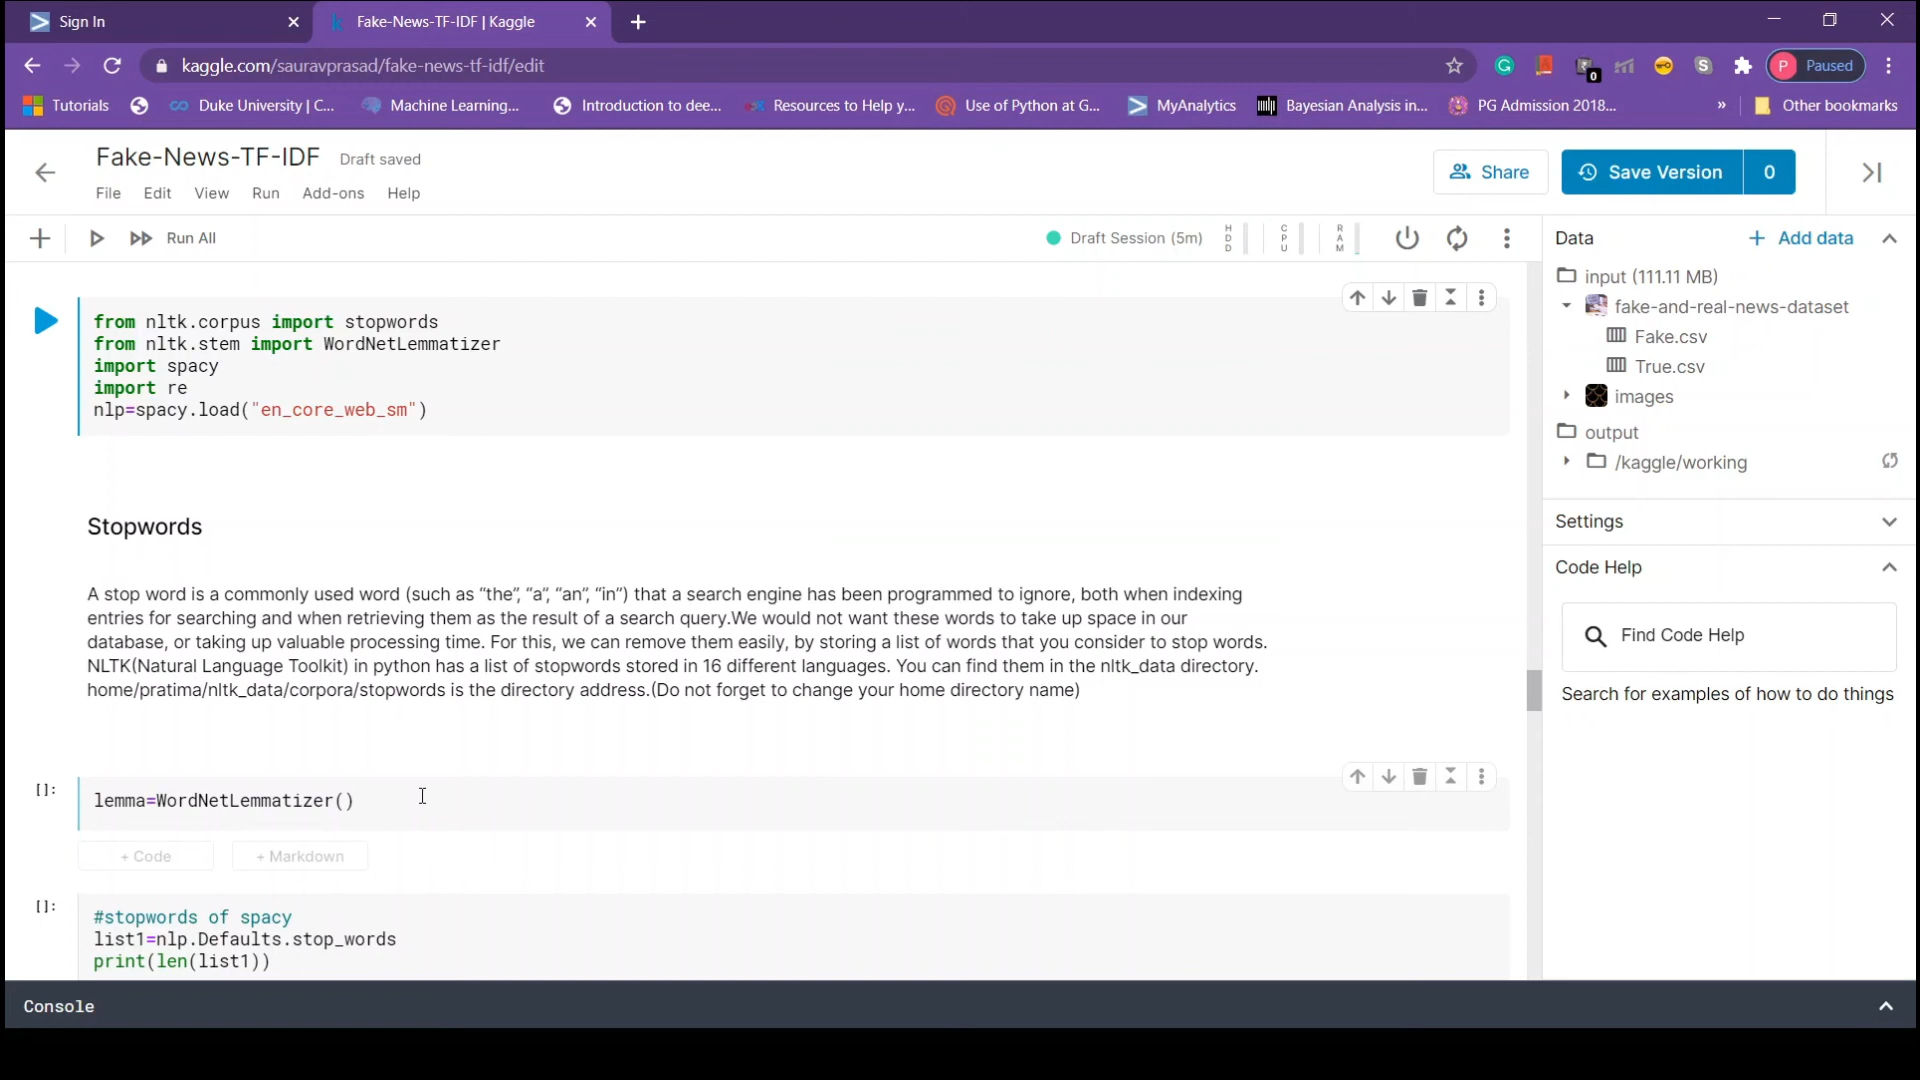 Sign In
Fake-News-TF-IDF | Kaggle
kaggle.com/sauravprasad/fake-news-tf-idf/edit
0
P Paused
Tutorials
Duke University | C...
Machine Learning...
Introduction to dee...
Resources to Help y...
Use of Python at G...
MyAnalytics
Bayesian Analysis in...
PG Admission 2018...
»
Other bookmarks
Fake-News-TF-IDF Draft saved
Share
Save Version 0
File Edit View Run Add-ons Help
Run All
Draft Session (5m)
HDD
CPU
RAM
Data
+ Add data
input (111.11 MB)
fake-and-real-news-dataset
Fake.csv
True.csv
images
output
/kaggle/working
Settings
Code Help
Find Code Help
Search for examples of how to do things
from nltk.corpus import stopwords
from nltk.stem import WordNetLemmatizer
import spacy
import re
nlp=spacy.load("en_core_web_sm")
Stopwords
A stop word is a commonly used word (such as “the”, “a”, “an”, “in”) that a search engine has been programmed to ignore, both when indexing
entries for searching and when retrieving them as the result of a search query.We would not want these words to take up space in our
database, or taking up valuable processing time. For this, we can remove them easily, by storing a list of words that you consider to stop words.
NLTK(Natural Language Toolkit) in python has a list of stopwords stored in 16 different languages. You can find them in the nltk_data directory.
home/pratima/nltk_data/corpora/stopwords is the directory address.(Do not forget to change your home directory name)
[]:
lemma=WordNetLemmatizer()
+ Code
+ Markdown
[]:
#stopwords of spacy
list1=nlp.Defaults.stop_words
print(len(list1))
Console